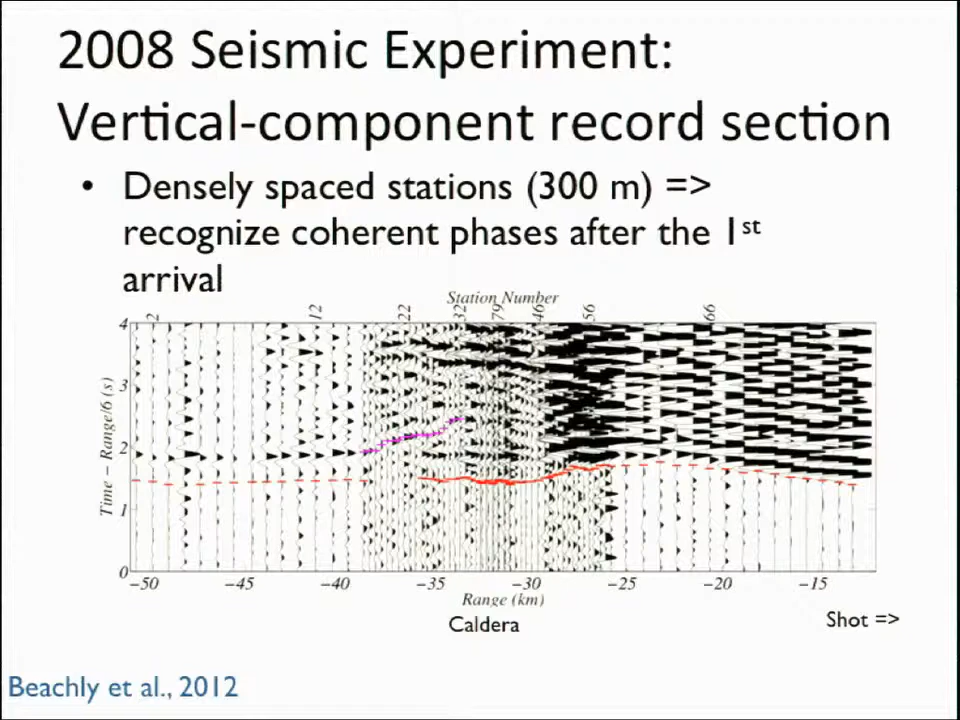 2008 Seismic Experiment:
Vertical-component record section
• Densely spaced stations (300 m) =>
recognize coherent phases after the 1st
arrival
Station Number
2 12 22 32 79 46 56 66
4
3
2
1
0
Time − Range/6 (s)
−50 −45 −40 −35 −30 −25 −20 −15
Range (km)
Caldera
Shot =>
Beachly et al., 2012